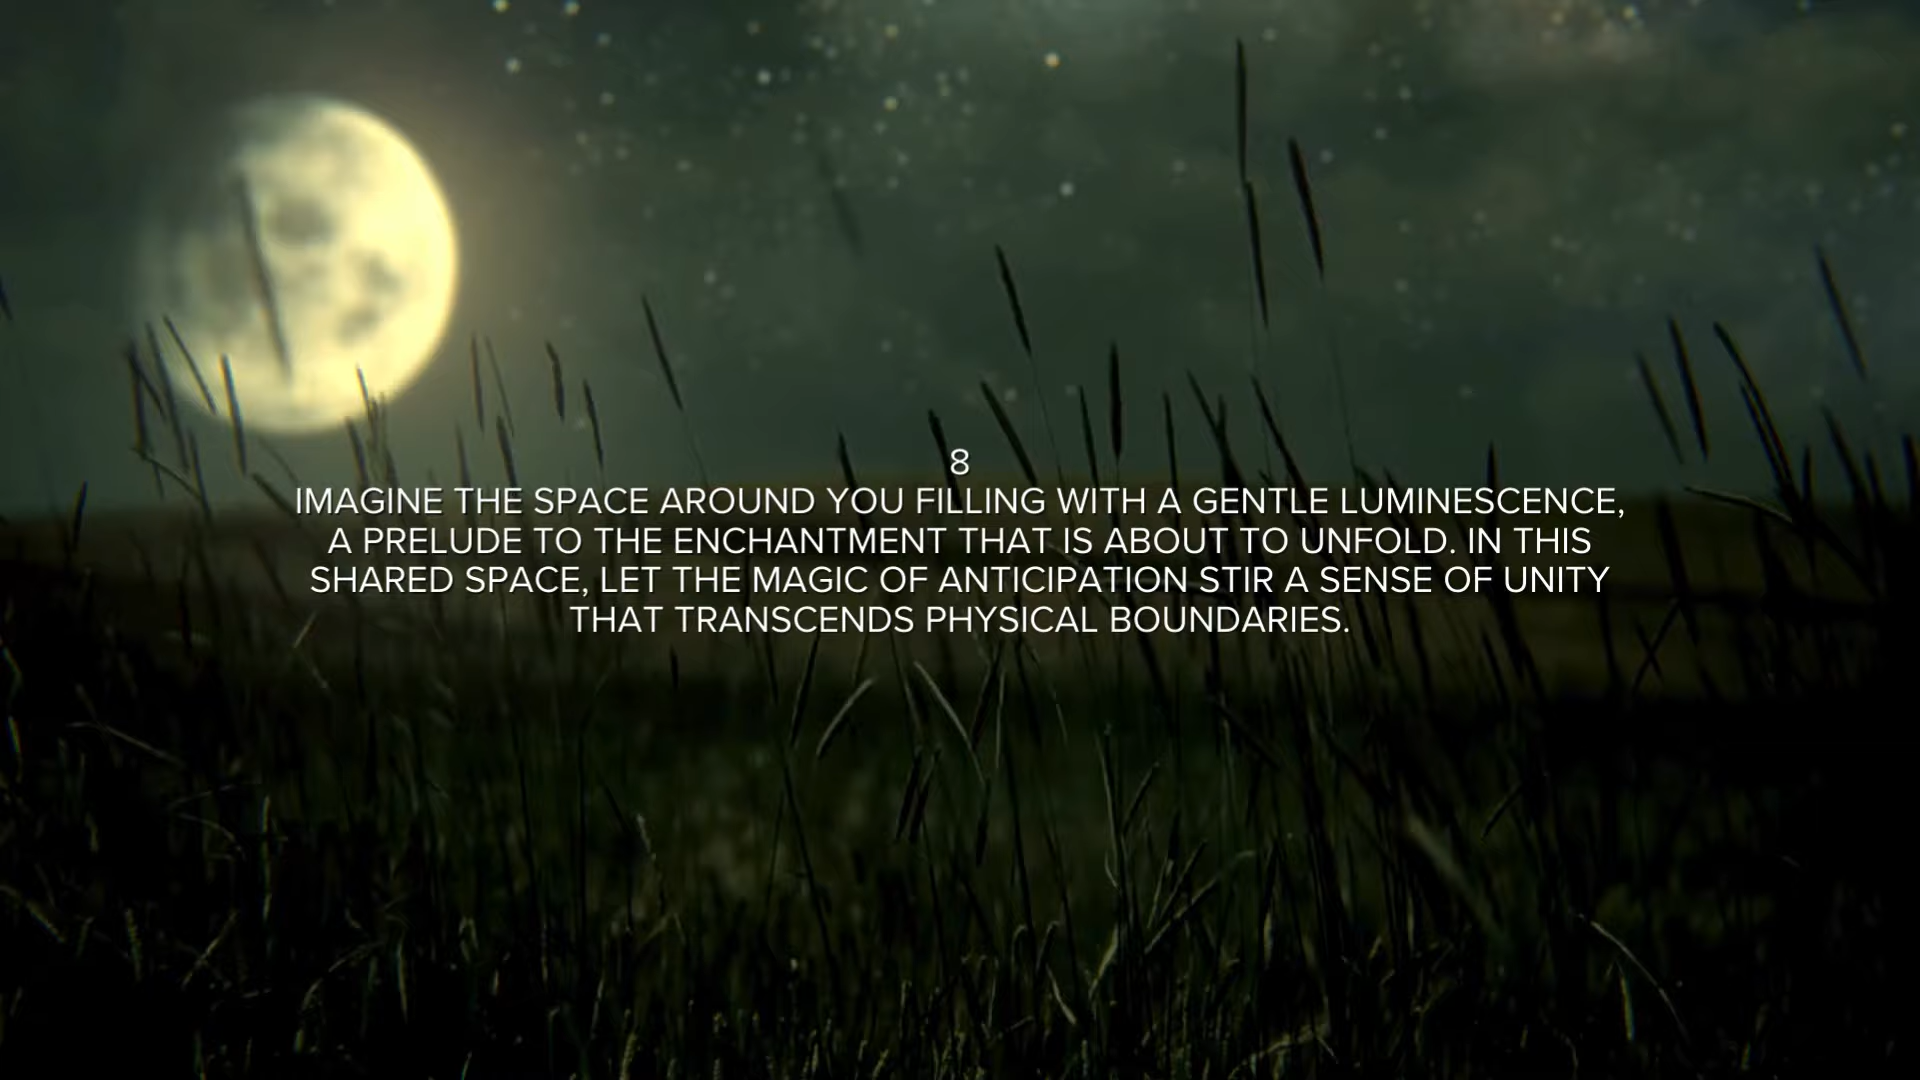 8
IMAGINE THE SPACE AROUND YOU FILLING WITH A GENTLE LUMINESCENCE,
A PRELUDE TO THE ENCHANTMENT THAT IS ABOUT TO UNFOLD. IN THIS
SHARED SPACE, LET THE MAGIC OF ANTICIPATION STIR A SENSE OF UNITY
THAT TRANSCENDS PHYSICAL BOUNDARIES.